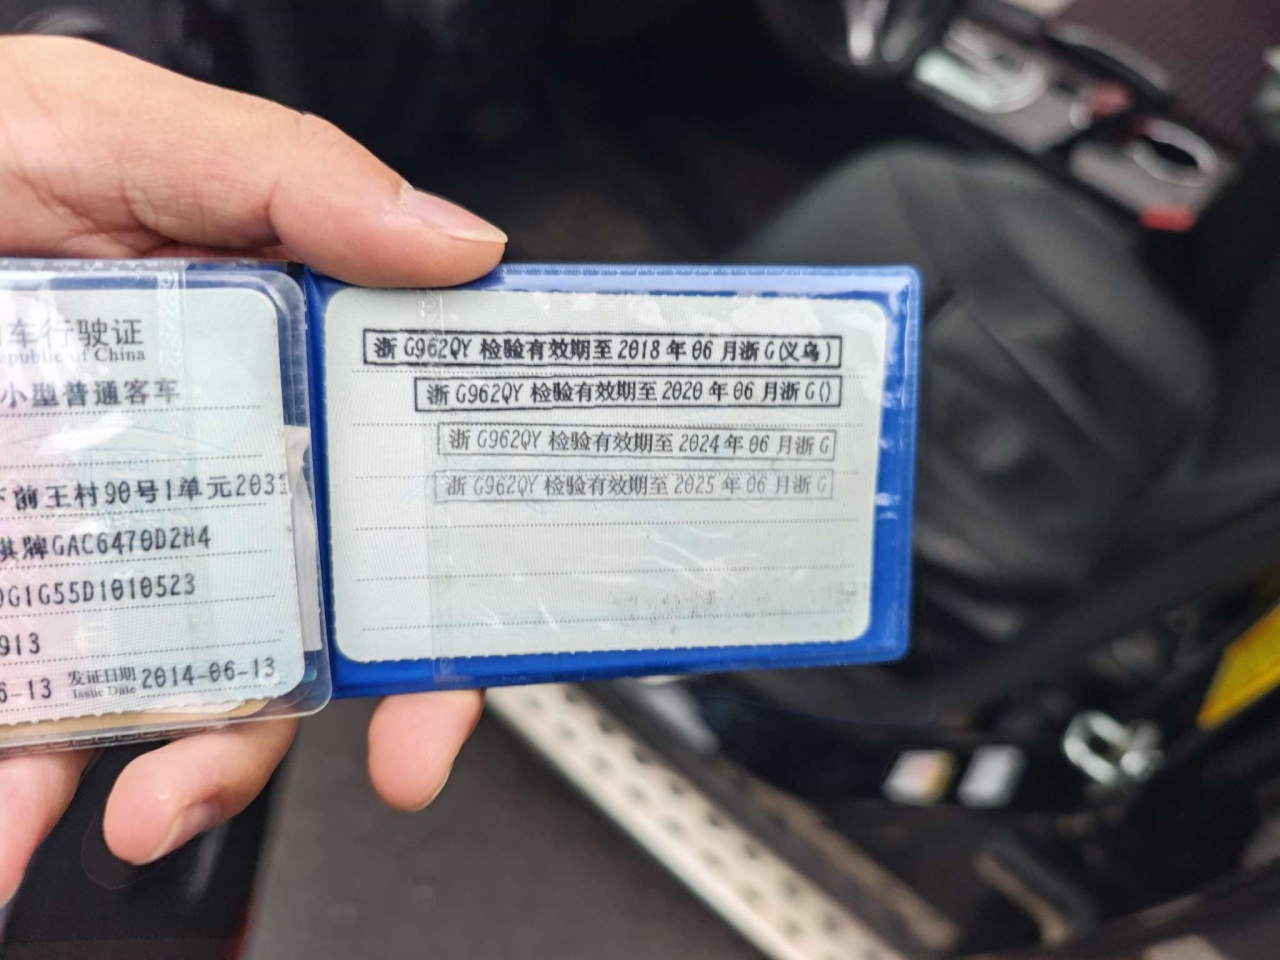 车行驶证
epublic of China
小型普通客车
下前王村90号1单元2031
祺牌GAC6470D2H4
G1G55D1010523
913
6-13 发证日期 2014-06-13
Issue Date
浙G962QY 检验有效期至2018年06月浙G(义乌)
浙G962QY 检验有效期至2020年06月浙G()
浙G962QY 检验有效期至2024年06月浙G
浙G962QY 检验有效期至2025年06月浙G